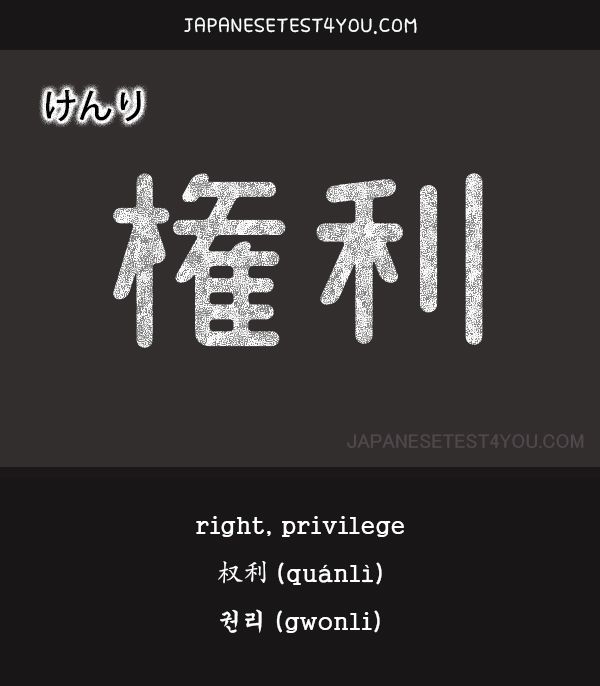 JAPANESETEST4YOU.COM
けんり
権利
JAPANESETEST4YOU.COM
right, privilege
权利 (quánlì)
권리 (gwonli)